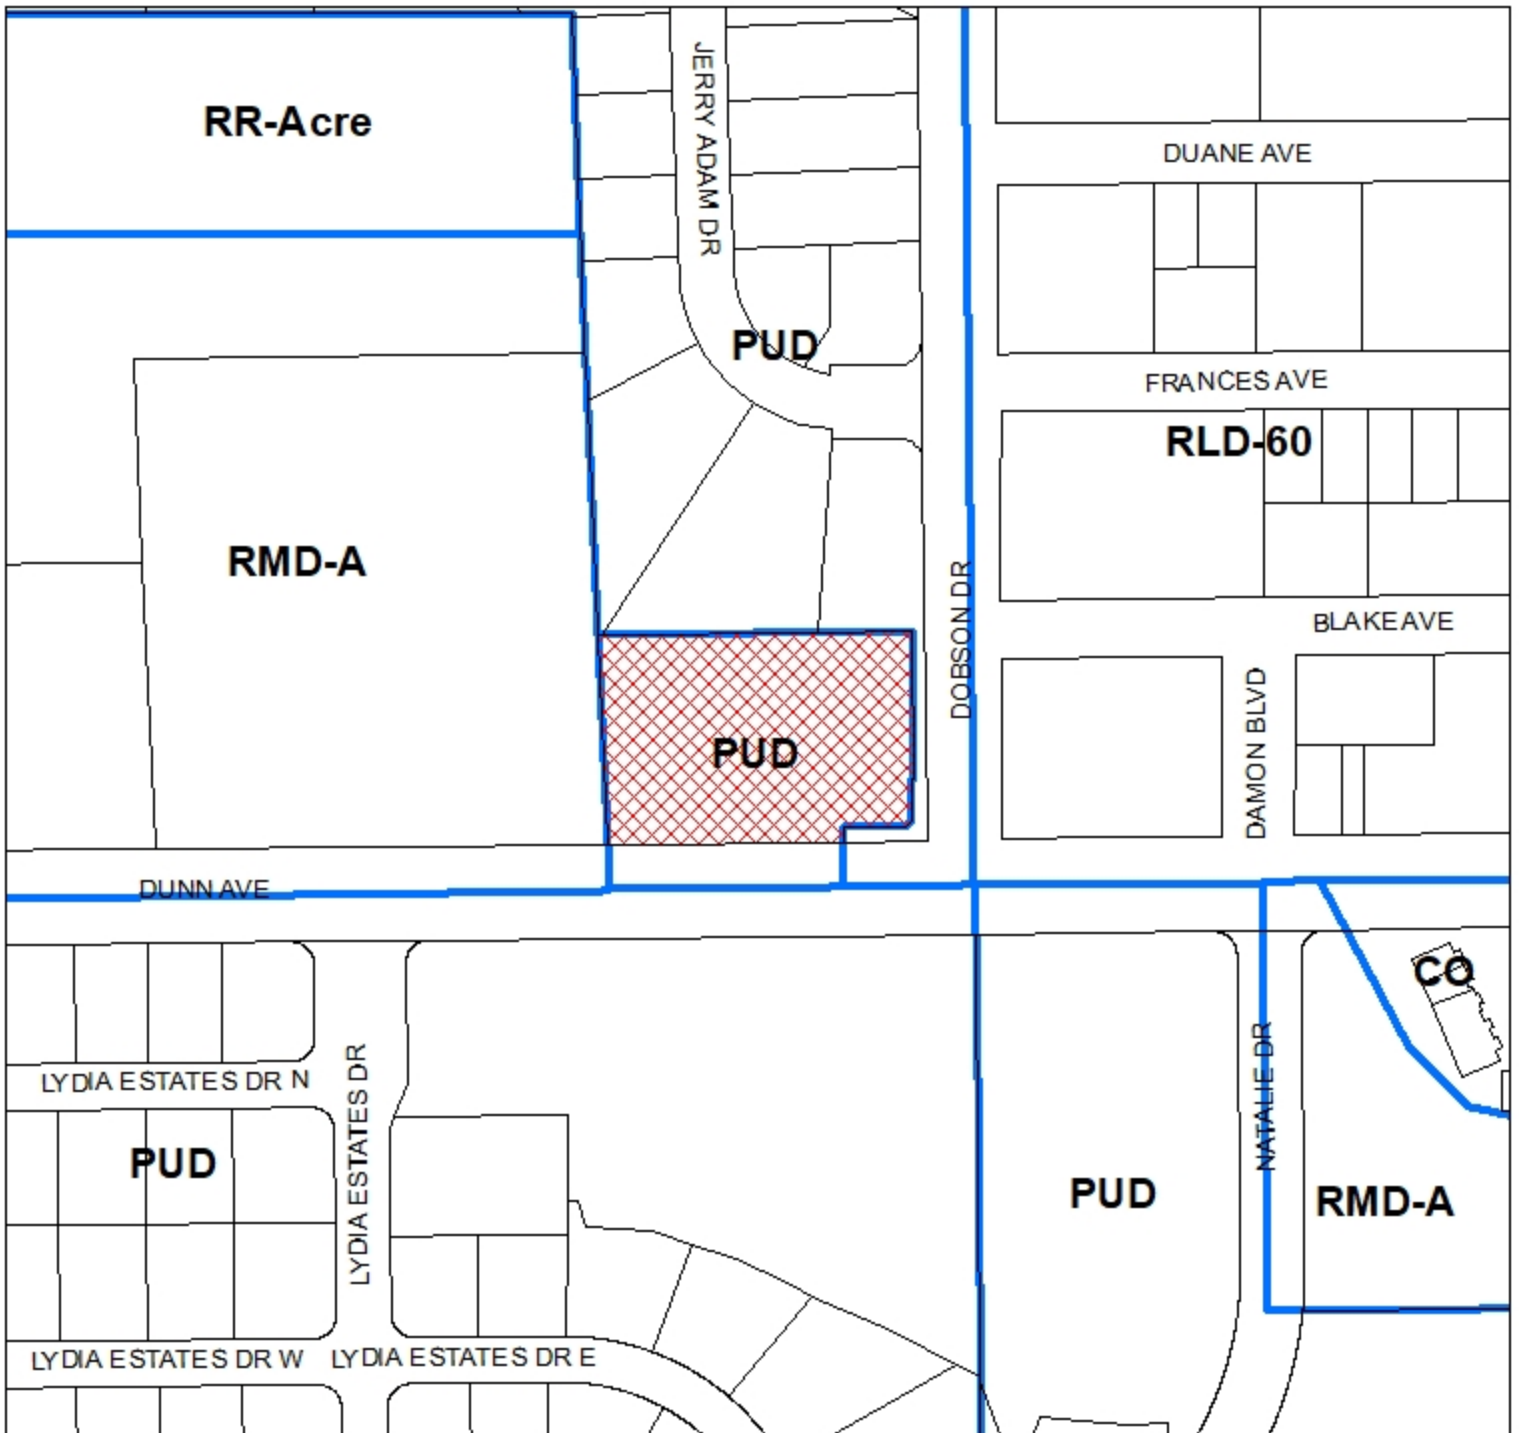 JERRY ADAM DR
RR-Acre
DUANE AVE
PUD
FRANCES AVE
RLD-60
RMD-A
DOBSON DR
BLAKE AVE
DAMON BLVD
PUD
DUNN AVE
CO
NATALIE DR
LYDIA ESTATES DR N
LYDIA ESTATES DR
PUD
PUD
RMD-A
LYDIA ESTATES DR W
LYDIA ESTATES DR E